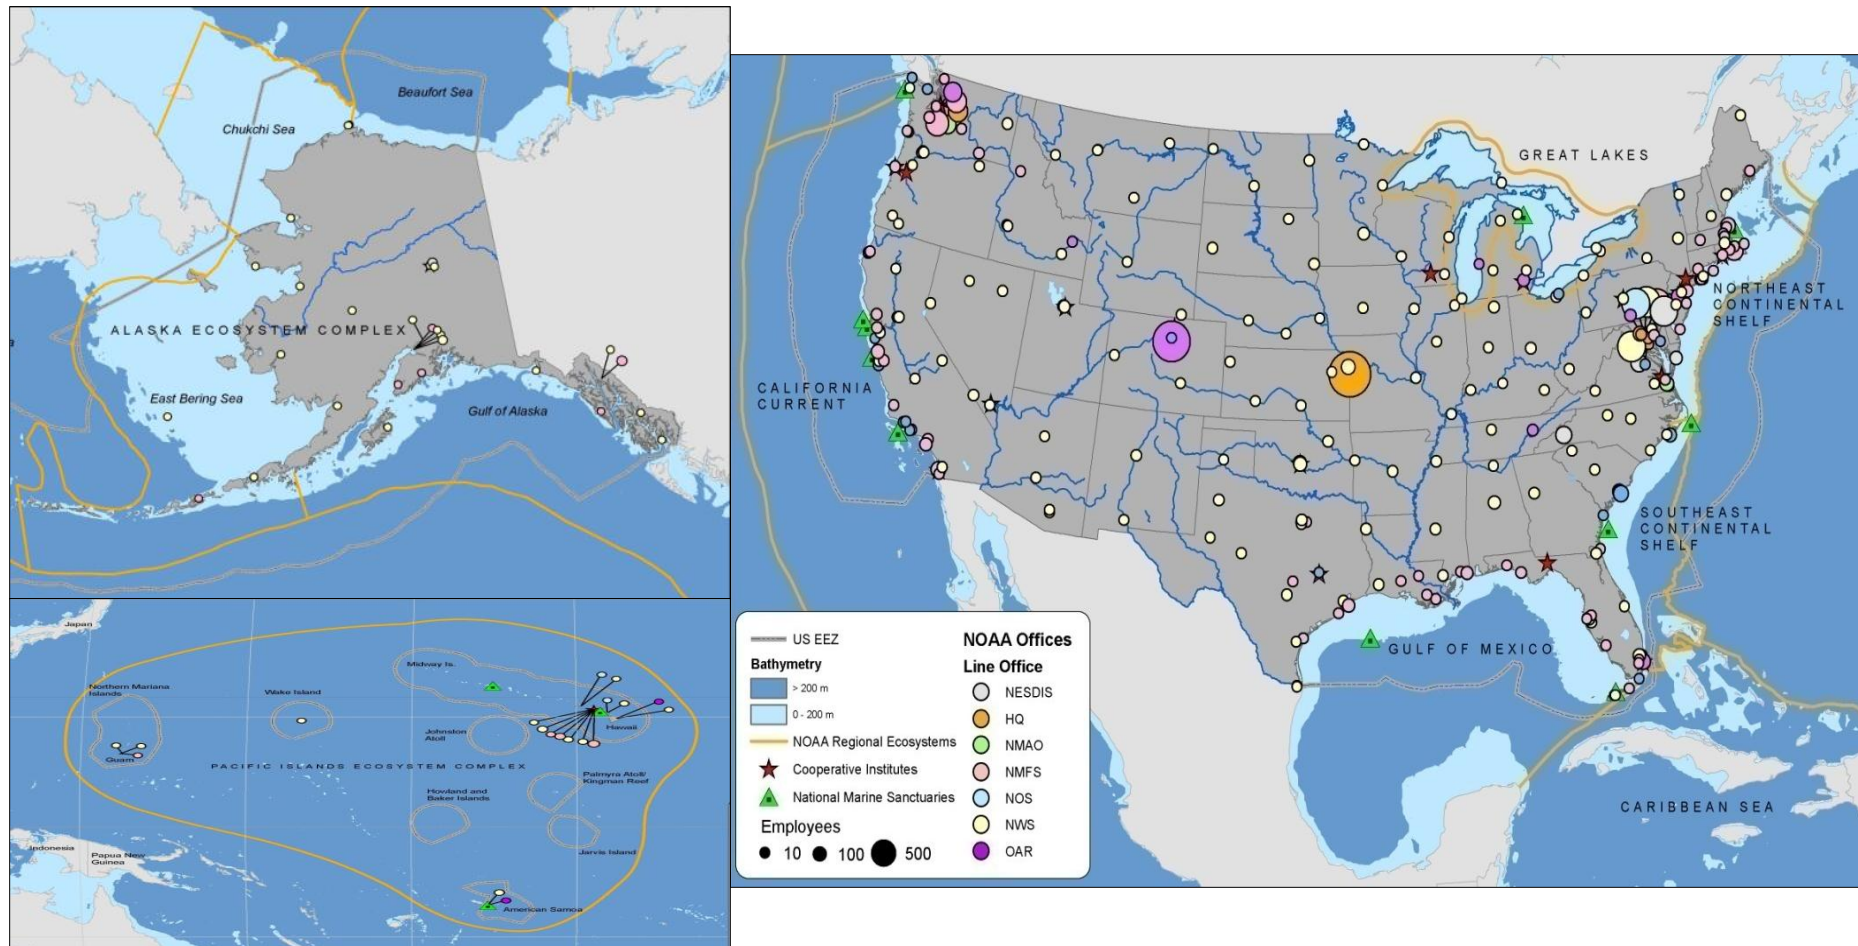 Beaufort Sea
Chukchi Sea
ALASKA ECOSYSTEM COMPLEX
East Bering Sea
Gulf of Alaska
Japan
Northern Mariana
Islands
Wake Island
Midway Is.
Johnston
Atoll
Hawaii
Guam
PACIFIC ISLANDS ECOSYSTEM COMPLEX
Palmyra Atoll/
Kingman Reef
Howland and
Baker Islands
Jarvis Island
Indonesia
Papua New
Guinea
American Samoa
GREAT LAKES
NORTHEAST
CONTINENTAL
SHELF
CALIFORNIA
CURRENT
SOUTHEAST
CONTINENTAL
SHELF
GULF OF MEXICO
CARIBBEAN SEA
US EEZ
Bathymetry
> 200 m
0 - 200 m
NOAA Regional Ecosystems
Cooperative Institutes
National Marine Sanctuaries
Employees
10 100 500
NOAA Offices
Line Office
NESDIS
HQ
NMAO
NMFS
NOS
NWS
OAR